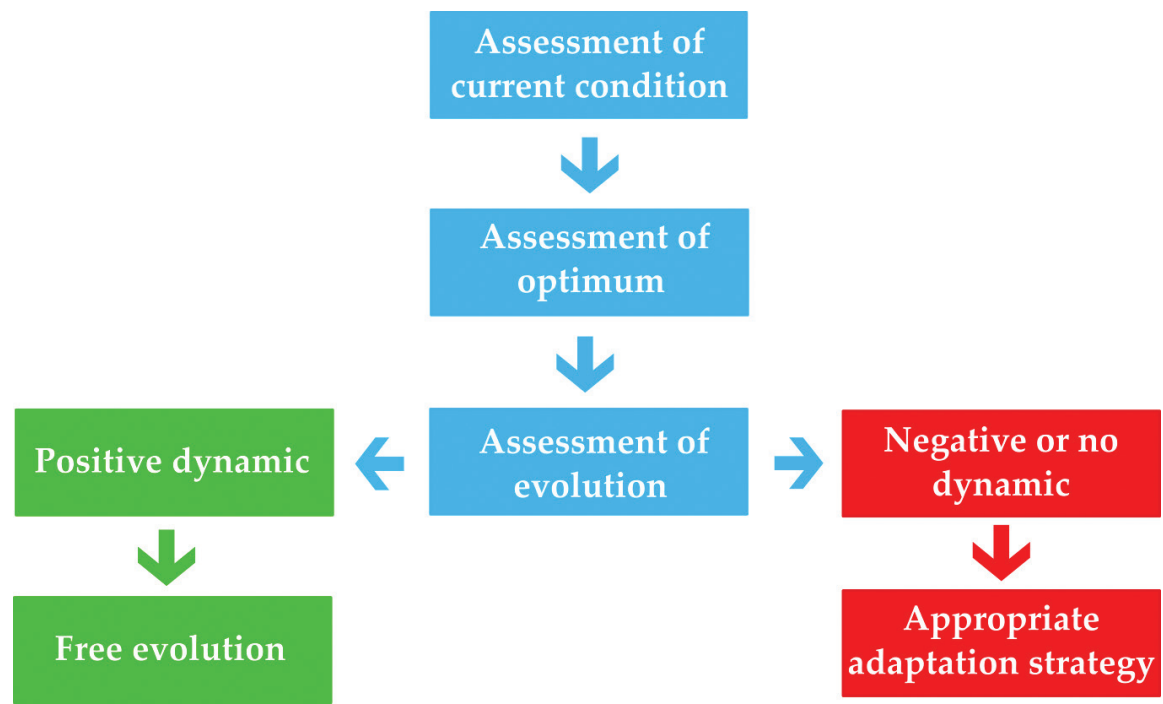 Assessment of
current condition
Assessment of
optimum
Positive dynamic
Assessment of
evolution
Negative or no
dynamic
Free evolution
Appropriate
adaptation strategy